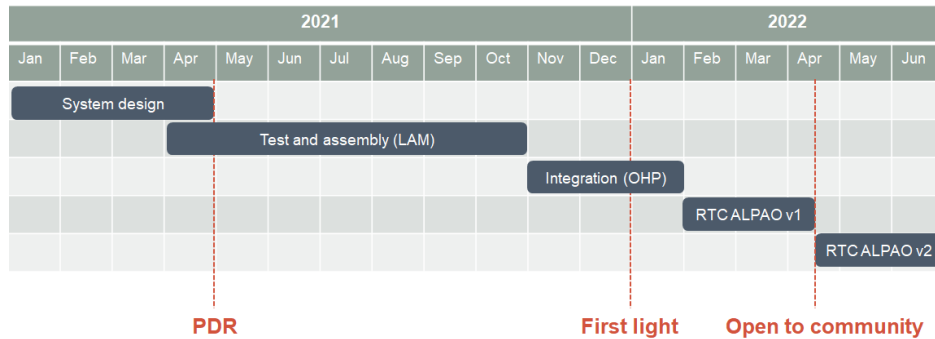 2021 2022
Jan Feb Mar Apr May Jun Jul Aug Sep Oct Nov Dec Jan Feb Mar Apr May Jun
System design
Test and assembly (LAM)
Integration (OHP)
RTC ALPAO v1
RTC ALPAO v2
PDR First light Open to community